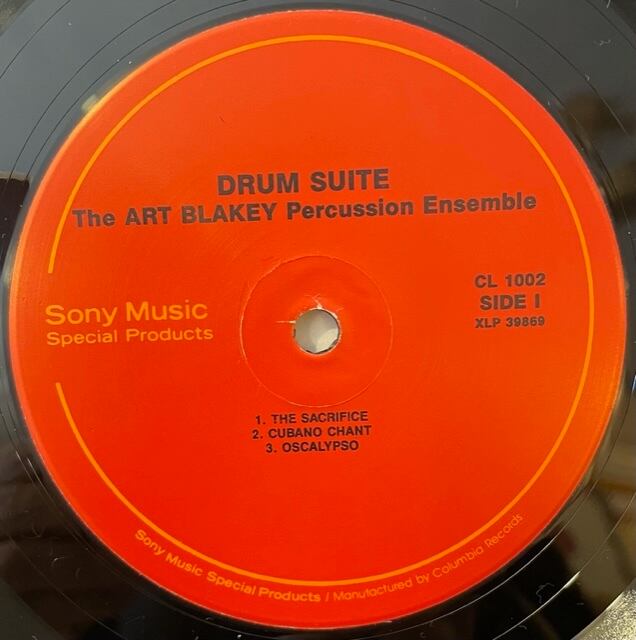 DRUM SUITE
The ART BLAKEY Percussion Ensemble
CL 1002
SIDE I
XLP 39869
Sony Music
Special Products
1. THE SACRIFICE
2. CUBANO CHANT
3. OSCALYPSO
Sony Music Special Products / Manufactured by Columbia Records